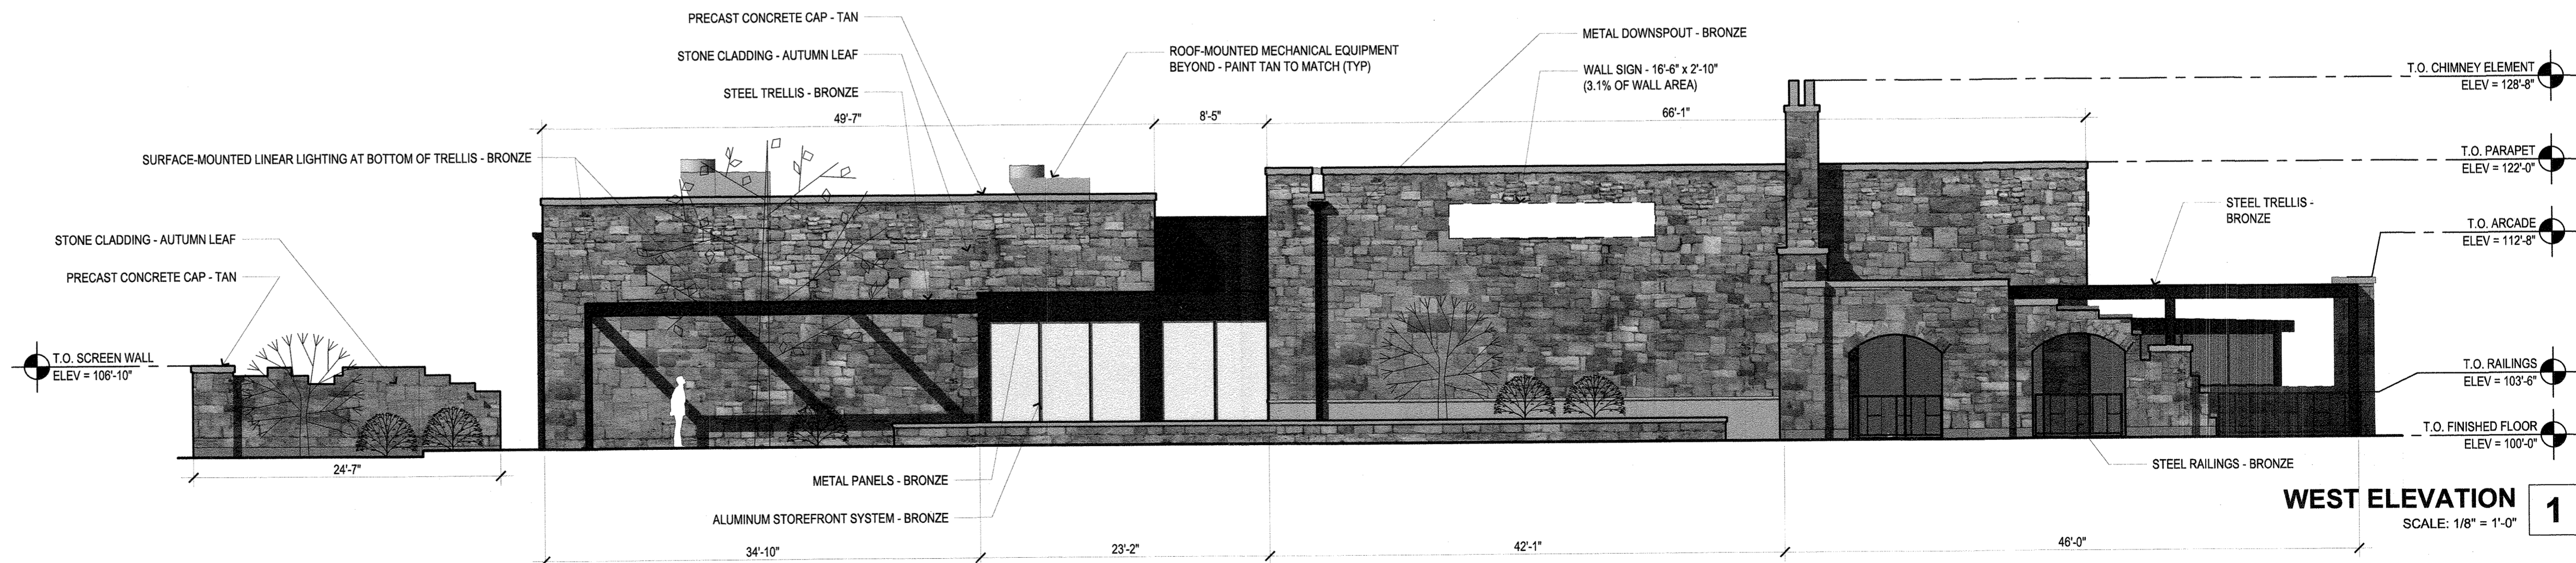 PRECAST CONCRETE CAP - TAN
STONE CLADDING - AUTUMN LEAF
STEEL TRELLIS - BRONZE
ROOF-MOUNTED MECHANICAL EQUIPMENT
BEYOND - PAINT TAN TO MATCH (TYP)
METAL DOWNSPOUT - BRONZE
WALL SIGN - 16'-6" x 2'-10"
(3.1% OF WALL AREA)
T.O. CHIMNEY ELEMENT
ELEV = 128'-8"
49'-7"
8'-5"
66'-1"
SURFACE-MOUNTED LINEAR LIGHTING AT BOTTOM OF TRELLIS - BRONZE
T.O. PARAPET
ELEV = 122'-0"
STEEL TRELLIS -
BRONZE
T.O. ARCADE
ELEV = 112'-8"
STONE CLADDING - AUTUMN LEAF
PRECAST CONCRETE CAP - TAN
T.O. SCREEN WALL
ELEV = 106'-10"
T.O. RAILINGS
ELEV = 103'-6"
T.O. FINISHED FLOOR
ELEV = 100'-0"
24'-7"
METAL PANELS - BRONZE
ALUMINUM STOREFRONT SYSTEM - BRONZE
STEEL RAILINGS - BRONZE
34'-10"
23'-2"
42'-1"
46'-0"
WEST ELEVATION
SCALE: 1/8" = 1'-0"
1